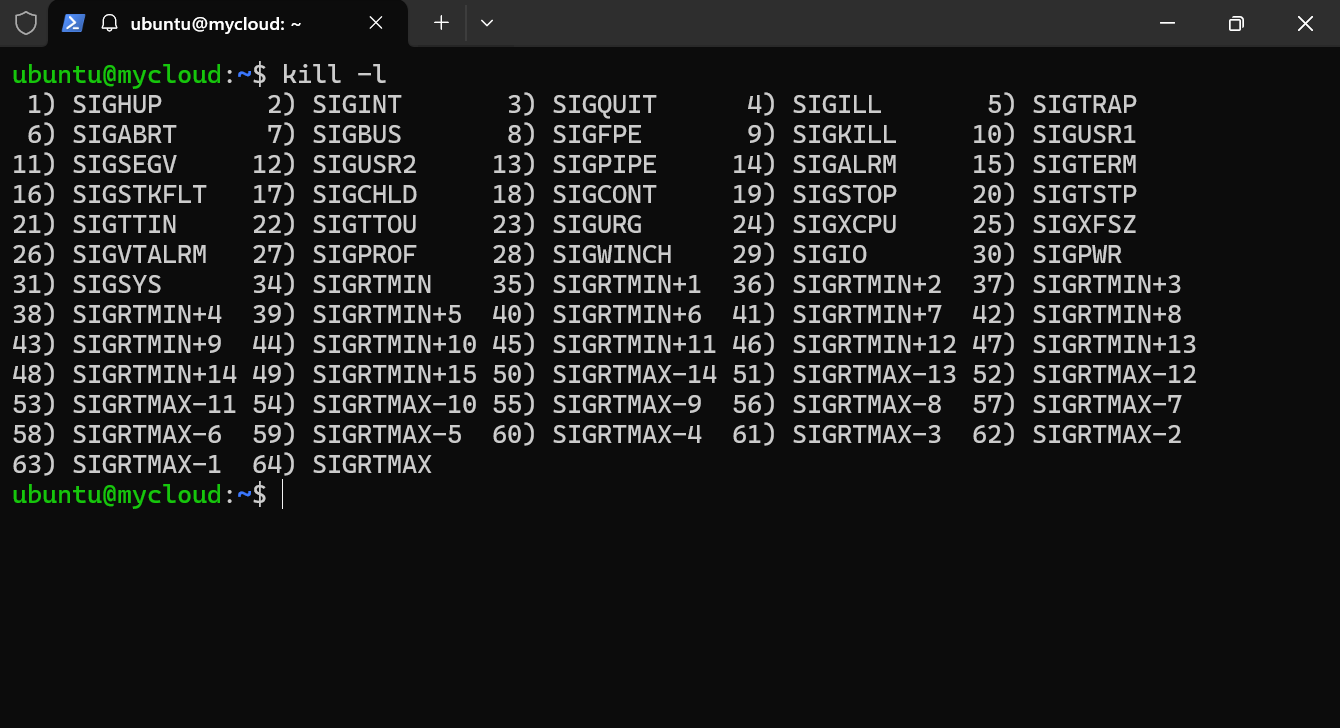 ubuntu@mycloud: ~
ubuntu@mycloud:~$ kill -l
 1) SIGHUP       2) SIGINT       3) SIGQUIT      4) SIGILL       5) SIGTRAP
 6) SIGABRT      7) SIGBUS       8) SIGFPE       9) SIGKILL     10) SIGUSR1
11) SIGSEGV     12) SIGUSR2     13) SIGPIPE     14) SIGALRM     15) SIGTERM
16) SIGSTKFLT   17) SIGCHLD     18) SIGCONT     19) SIGSTOP     20) SIGTSTP
21) SIGTTIN     22) SIGTTOU     23) SIGURG      24) SIGXCPU     25) SIGXFSZ
26) SIGVTALRM   27) SIGPROF     28) SIGWINCH    29) SIGIO       30) SIGPWR
31) SIGSYS      34) SIGRTMIN    35) SIGRTMIN+1  36) SIGRTMIN+2  37) SIGRTMIN+3
38) SIGRTMIN+4  39) SIGRTMIN+5  40) SIGRTMIN+6  41) SIGRTMIN+7  42) SIGRTMIN+8
43) SIGRTMIN+9  44) SIGRTMIN+10 45) SIGRTMIN+11 46) SIGRTMIN+12 47) SIGRTMIN+13
48) SIGRTMIN+14 49) SIGRTMIN+15 50) SIGRTMAX-14 51) SIGRTMAX-13 52) SIGRTMAX-12
53) SIGRTMAX-11 54) SIGRTMAX-10 55) SIGRTMAX-9  56) SIGRTMAX-8  57) SIGRTMAX-7
58) SIGRTMAX-6  59) SIGRTMAX-5  60) SIGRTMAX-4  61) SIGRTMAX-3  62) SIGRTMAX-2
63) SIGRTMAX-1  64) SIGRTMAX
ubuntu@mycloud:~$